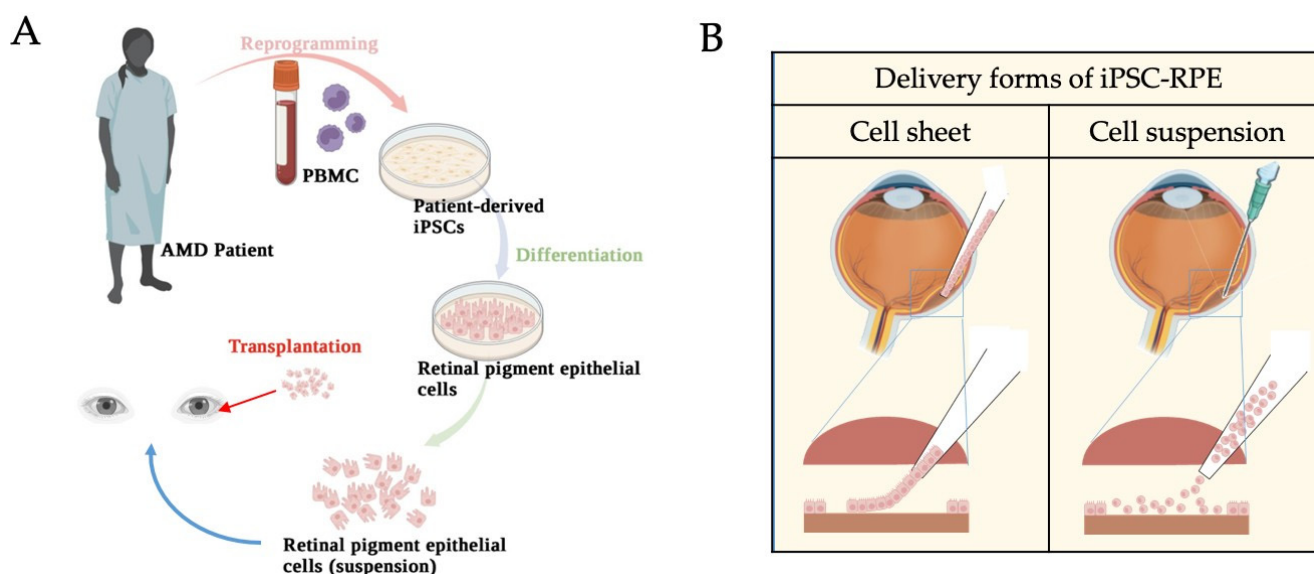 A
Reprogramming
PBMC
Patient-derived
iPSCs
AMD Patient
Differentiation
Transplantation
Retinal pigment epithelial
cells
Retinal pigment epithelial
cells (suspension)
B
Delivery forms of iPSC-RPE
Cell sheet
Cell suspension